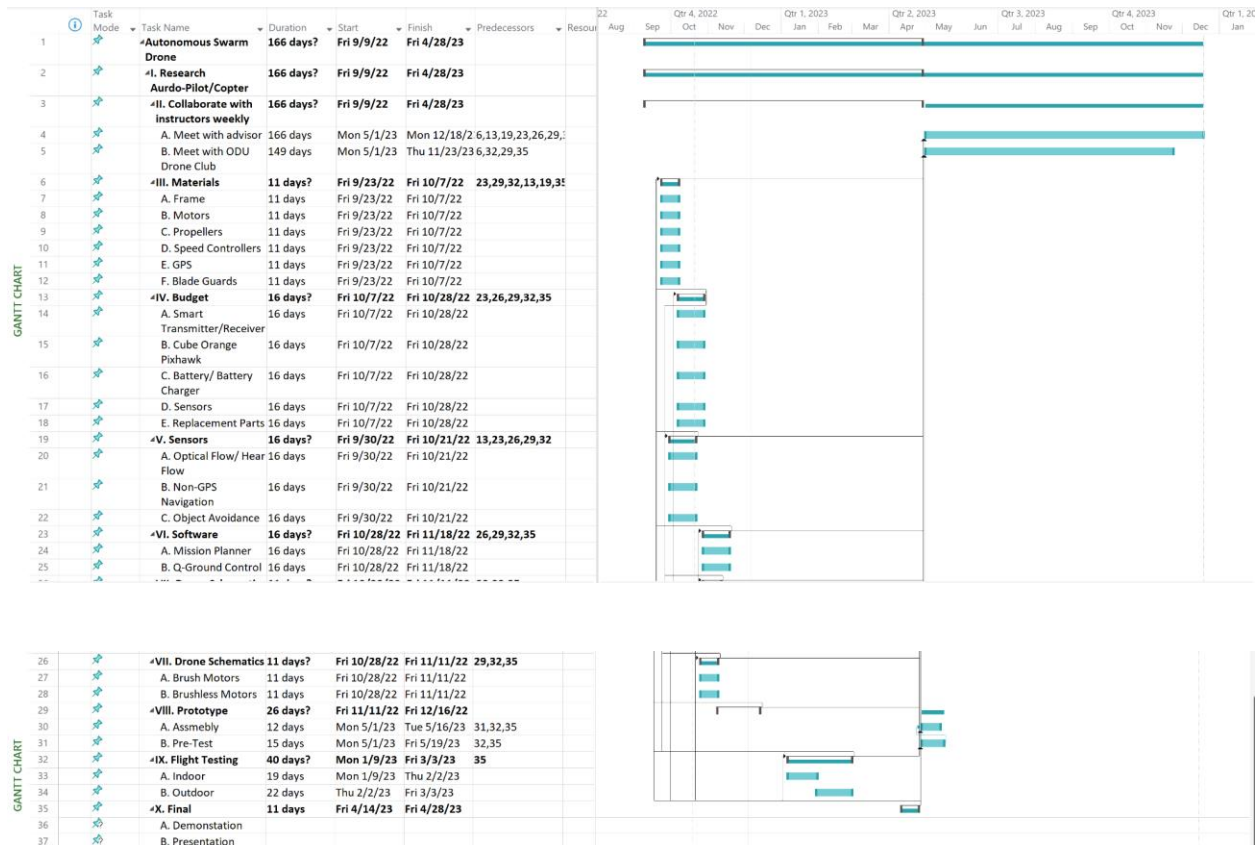 Task
Mode Task Name Duration Start Finish Predecessors Resour
22 Qtr 4, 2022 Qtr 1, 2023 Qtr 2, 2023 Qtr 3, 2023 Qtr 4, 2023 Qtr 1, 20
Aug Sep Oct Nov Dec Jan Feb Mar Apr May Jun Jul Aug Sep Oct Nov Dec Jan
GANTT CHART
1 Autonomous Swarm 166 days? Fri 9/9/22 Fri 4/28/23
Drone
2 I. Research 166 days? Fri 9/9/22 Fri 4/28/23
Aurdo-Pilot/Copter
3 II. Collaborate with 166 days? Fri 9/9/22 Fri 4/28/23
instructors weekly
4 A. Meet with advisor 166 days Mon 5/1/23 Mon 12/18/2 6,13,19,23,26,29,
5 B. Meet with ODU 149 days Mon 5/1/23 Thu 11/23/23 6,32,29,35
Drone Club
6 III. Materials 11 days? Fri 9/23/22 Fri 10/7/22 23,29,32,13,19,35
7 A. Frame 11 days Fri 9/23/22 Fri 10/7/22
8 B. Motors 11 days Fri 9/23/22 Fri 10/7/22
9 C. Propellers 11 days Fri 9/23/22 Fri 10/7/22
10 D. Speed Controllers 11 days Fri 9/23/22 Fri 10/7/22
11 E. GPS 11 days Fri 9/23/22 Fri 10/7/22
12 F. Blade Guards 11 days Fri 9/23/22 Fri 10/7/22
13 IV. Budget 16 days? Fri 10/7/22 Fri 10/28/22 23,26,29,32,35
14 A. Smart 16 days Fri 10/7/22 Fri 10/28/22
Transmitter/Receiver
15 B. Cube Orange 16 days Fri 10/7/22 Fri 10/28/22
Pixhawk
16 C. Battery/ Battery 16 days Fri 10/7/22 Fri 10/28/22
Charger
17 D. Sensors 16 days Fri 10/7/22 Fri 10/28/22
18 E. Replacement Parts 16 days Fri 10/7/22 Fri 10/28/22
19 V. Sensors 16 days? Fri 9/30/22 Fri 10/21/22 13,23,26,29,32
20 A. Optical Flow/ Hear 16 days Fri 9/30/22 Fri 10/21/22
Flow
21 B. Non-GPS 16 days Fri 9/30/22 Fri 10/21/22
Navigation
22 C. Object Avoidance 16 days Fri 9/30/22 Fri 10/21/22
23 VI. Software 16 days? Fri 10/28/22 Fri 11/18/22 26,29,32,35
24 A. Mission Planner 16 days Fri 10/28/22 Fri 11/18/22
25 B. Q-Ground Control 16 days Fri 10/28/22 Fri 11/18/22
GANTT CHART
26 VII. Drone Schematics 11 days? Fri 10/28/22 Fri 11/11/22 29,32,35
27 A. Brush Motors 11 days Fri 10/28/22 Fri 11/11/22
28 B. Brushless Motors 11 days Fri 10/28/22 Fri 11/11/22
29 VIII. Prototype 26 days? Fri 11/11/22 Fri 12/16/22
30 A. Assmebly 12 days Mon 5/1/23 Tue 5/16/23 31,32,35
31 B. Pre-Test 15 days Mon 5/1/23 Fri 5/19/23 32,35
32 IX. Flight Testing 40 days? Mon 1/9/23 Fri 3/3/23 35
33 A. Indoor 19 days Mon 1/9/23 Thu 2/2/23
34 B. Outdoor 22 days Thu 2/2/23 Fri 3/3/23
35 X. Final 11 days Fri 4/14/23 Fri 4/28/23
36 A. Demonstation
37 B. Presentation